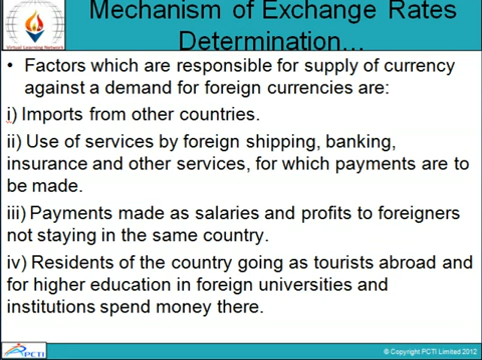 Mechanism of Exchange Rates
Determination...
Virtual Learning Network
• Factors which are responsible for supply of currency
against a demand for foreign currencies are:
i) Imports from other countries.
ii) Use of services by foreign shipping, banking,
insurance and other services, for which payments are to
be made.
iii) Payments made as salaries and profits to foreigners
not staying in the same country.
iv) Residents of the country going as tourists abroad and
for higher education in foreign universities and
institutions spend money there.
PCTI
© Copyright PCTI Limited 2012